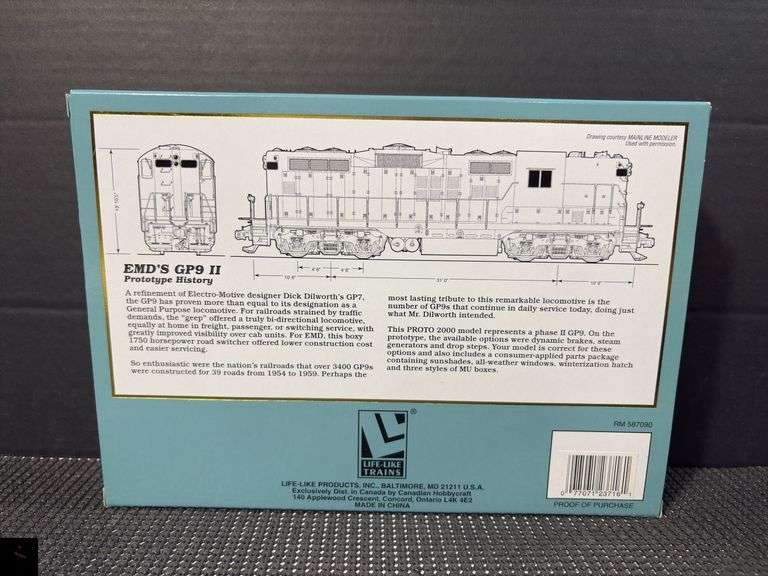 Drawing courtesy MAINLINE MODELER
Used with permission.
EMD'S GP9 II
Prototype History
A refinement of Electro-Motive designer Dick Dilworth's GP7,
the GP9 has proven more than equal to its designation as a
General Purpose locomotive. For railroads strained by traffic
demands, the "geep" offered a truly bi-directional locomotive,
equally at home in freight, passenger, or switching service, with
greatly improved visibility over cab units. For EMD, this boxy
1750 horsepower road switcher offered lower construction cost
and easier servicing.
So enthusiastic were the nation's railroads that over 3400 GP9s
were constructed for 39 roads from 1954 to 1959. Perhaps the
most lasting tribute to this remarkable locomotive is the
number of GP9s that continue in daily service today, doing just
what Mr. Dilworth intended.
This PROTO 2000 model represents a phase II GP9. On the
prototype, the available options were dynamic brakes, steam
generators and drop steps. Your model is correct for these
options and also includes a consumer-applied parts package
containing sunshades, all-weather windows, winterization hatch
and three styles of MU boxes.
LIFE-LIKE
TRAINS
LIFE-LIKE PRODUCTS, INC., BALTIMORE, MD 21211 U.S.A.
Exclusively Dist. in Canada by Canadian Hobbycraft
140 Applewood Crescent, Concord, Ontario L4K 4E2
MADE IN CHINA
RM 587090
0 77071 23716 1
PROOF OF PURCHASE